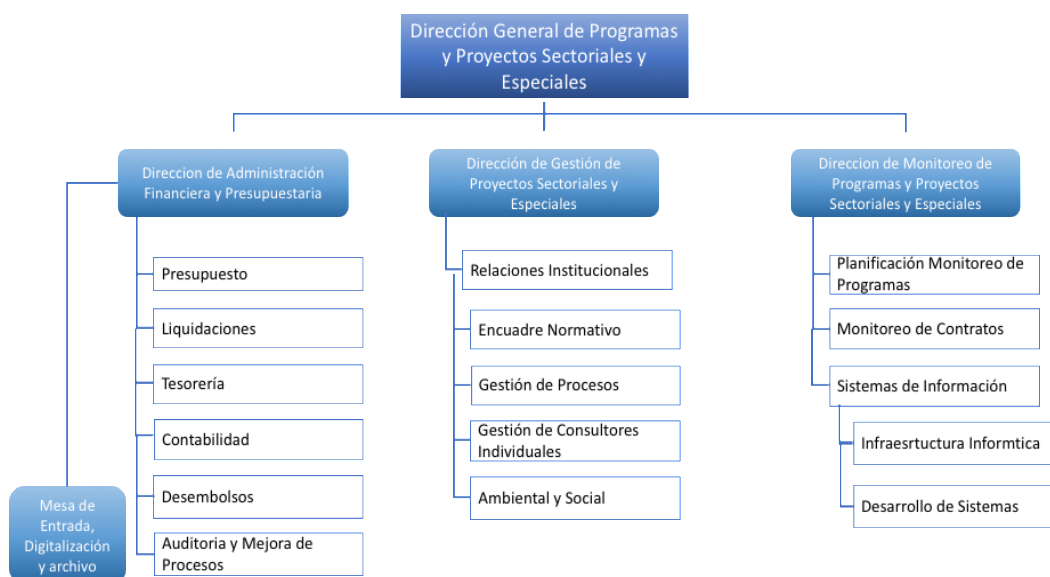 Dirección General de Programas
y Proyectos Sectoriales y
Especiales
Direccion de Administración
Financiera y Presupuestaria
Presupuesto
Liquidaciones
Tesorería
Contabilidad
Desembolsos
Auditoria y Mejora de
Procesos
Mesa de
Entrada,
Digitalización
y archivo
Dirección de Gestión de
Proyectos Sectoriales y
Especiales
Relaciones Institucionales
Encuadre Normativo
Gestión de Procesos
Gestión de Consultores
Individuales
Ambiental y Social
Direccion de Monitoreo de
Programas y Proyectos
Sectoriales y Especiales
Planificación Monitoreo de
Programas
Monitoreo de Contratos
Sistemas de Información
Infraesrtuctura Informtica
Desarrollo de Sistemas